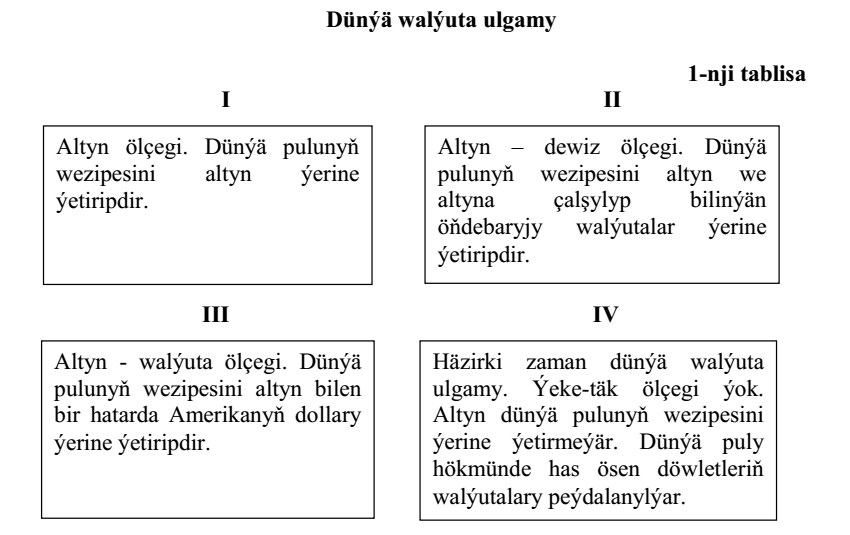 Dünýä walýuta ulgamy
1-nji tablisa
I
Altyn ölçegi. Dünýä pulunyň
wezipesini altyn ýerine
ýetiripdir.
II
Altyn – dewiz ölçegi. Dünýä
pulunyň wezipesini altyn we
altyna çalşylyp bilinýän
öňdebaryjy walýutalar ýerine
ýetiripdir.
III
Altyn - walýuta ölçegi. Dünýä
pulunyň wezipesini altyn bilen
bir hatarda Amerikanyň dollary
ýerine ýetiripdir.
IV
Häzirki zaman dünýä walýuta
ulgamy. Ýeke-täk ölçegi ýok.
Altyn dünýä pulunyň wezipesini
ýerine ýetirmeýär. Dünýä puly
hökmünde has ösen döwletleriň
walýutalary peýdalanylýar.